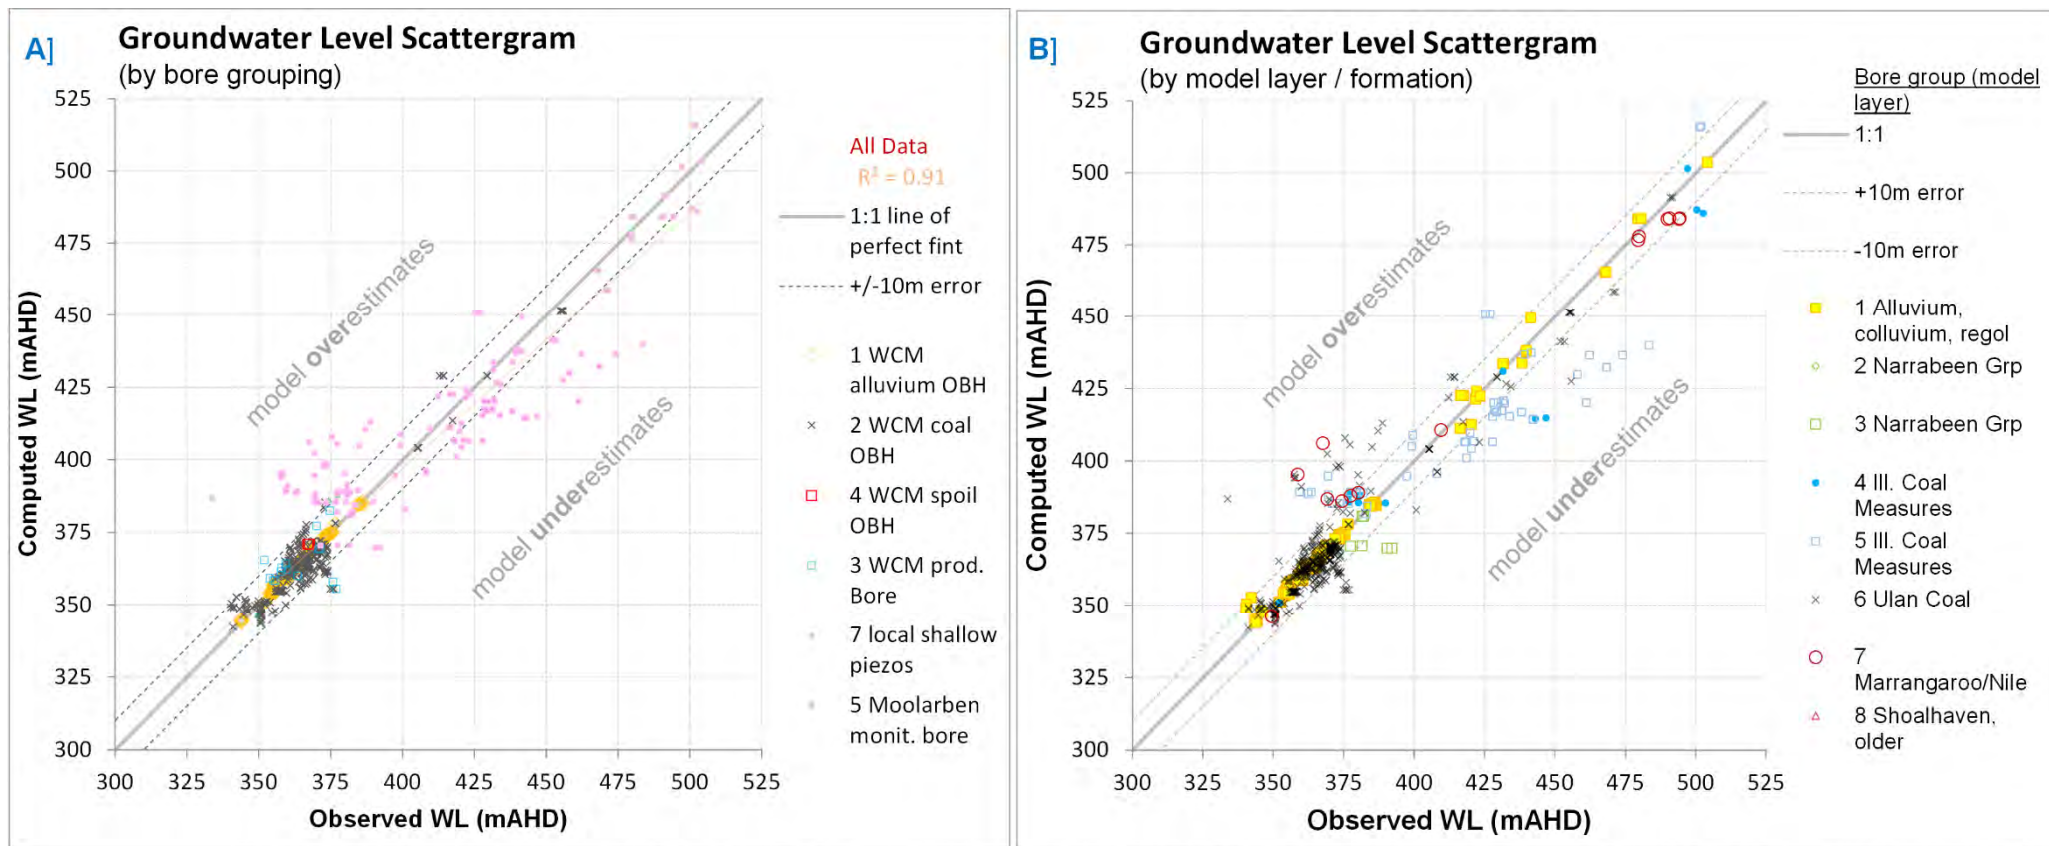 A]
Groundwater Level Scattergram
(by bore grouping)
525
500
475
450
425
400
375
350
325
300
300 325 350 375 400 425 450 475 500 525
Computed WL (mAHD)
Observed WL (mAHD)
model overestimates
model underestimates
All Data
R² = 0.91
1:1 line of
perfect fint
+/-10m error
1 WCM
alluvium OBH
2 WCM coal
OBH
4 WCM spoil
OBH
3 WCM prod.
Bore
7 local shallow
piezos
5 Moolarben
monit. bore
B]
Groundwater Level Scattergram
(by model layer / formation)
525
500
475
450
425
400
375
350
325
300
300 325 350 375 400 425 450 475 500 525
Computed WL (mAHD)
Observed WL (mAHD)
model overestimates
model underestimates
Bore group (model
layer)
1:1
+10m error
-10m error
1 Alluvium,
colluvium, regol
2 Narrabeen Grp
3 Narrabeen Grp
4 Ill. Coal
Measures
5 Ill. Coal
Measures
6 Ulan Coal
7
Marrangaroo/Nile
8 Shoalhaven,
older